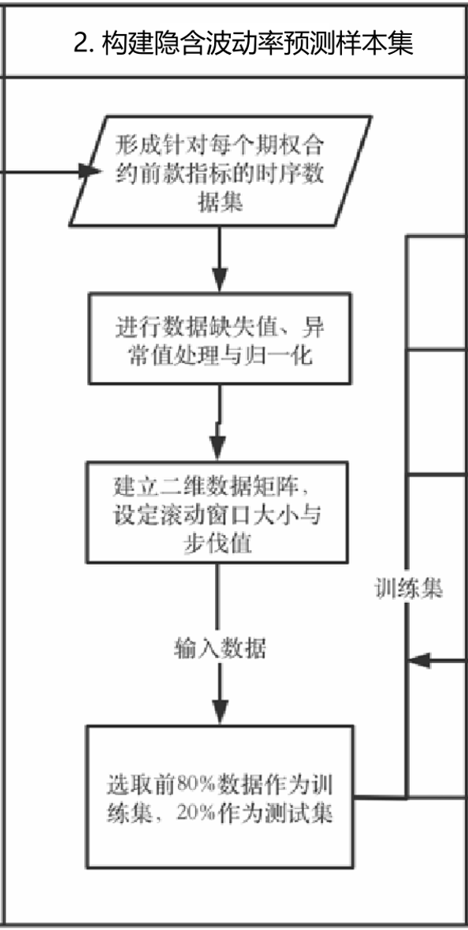 2. 构建隐含波动率预测样本集
形成针对每个期权合
约前款指标的时序数
据集
进行数据缺失值、异
常值处理与归一化
建立二维数据矩阵，
设定滚动窗口大小与
步伐值
训练集
输入数据
选取前80%数据作为训
练集，20%作为测试集